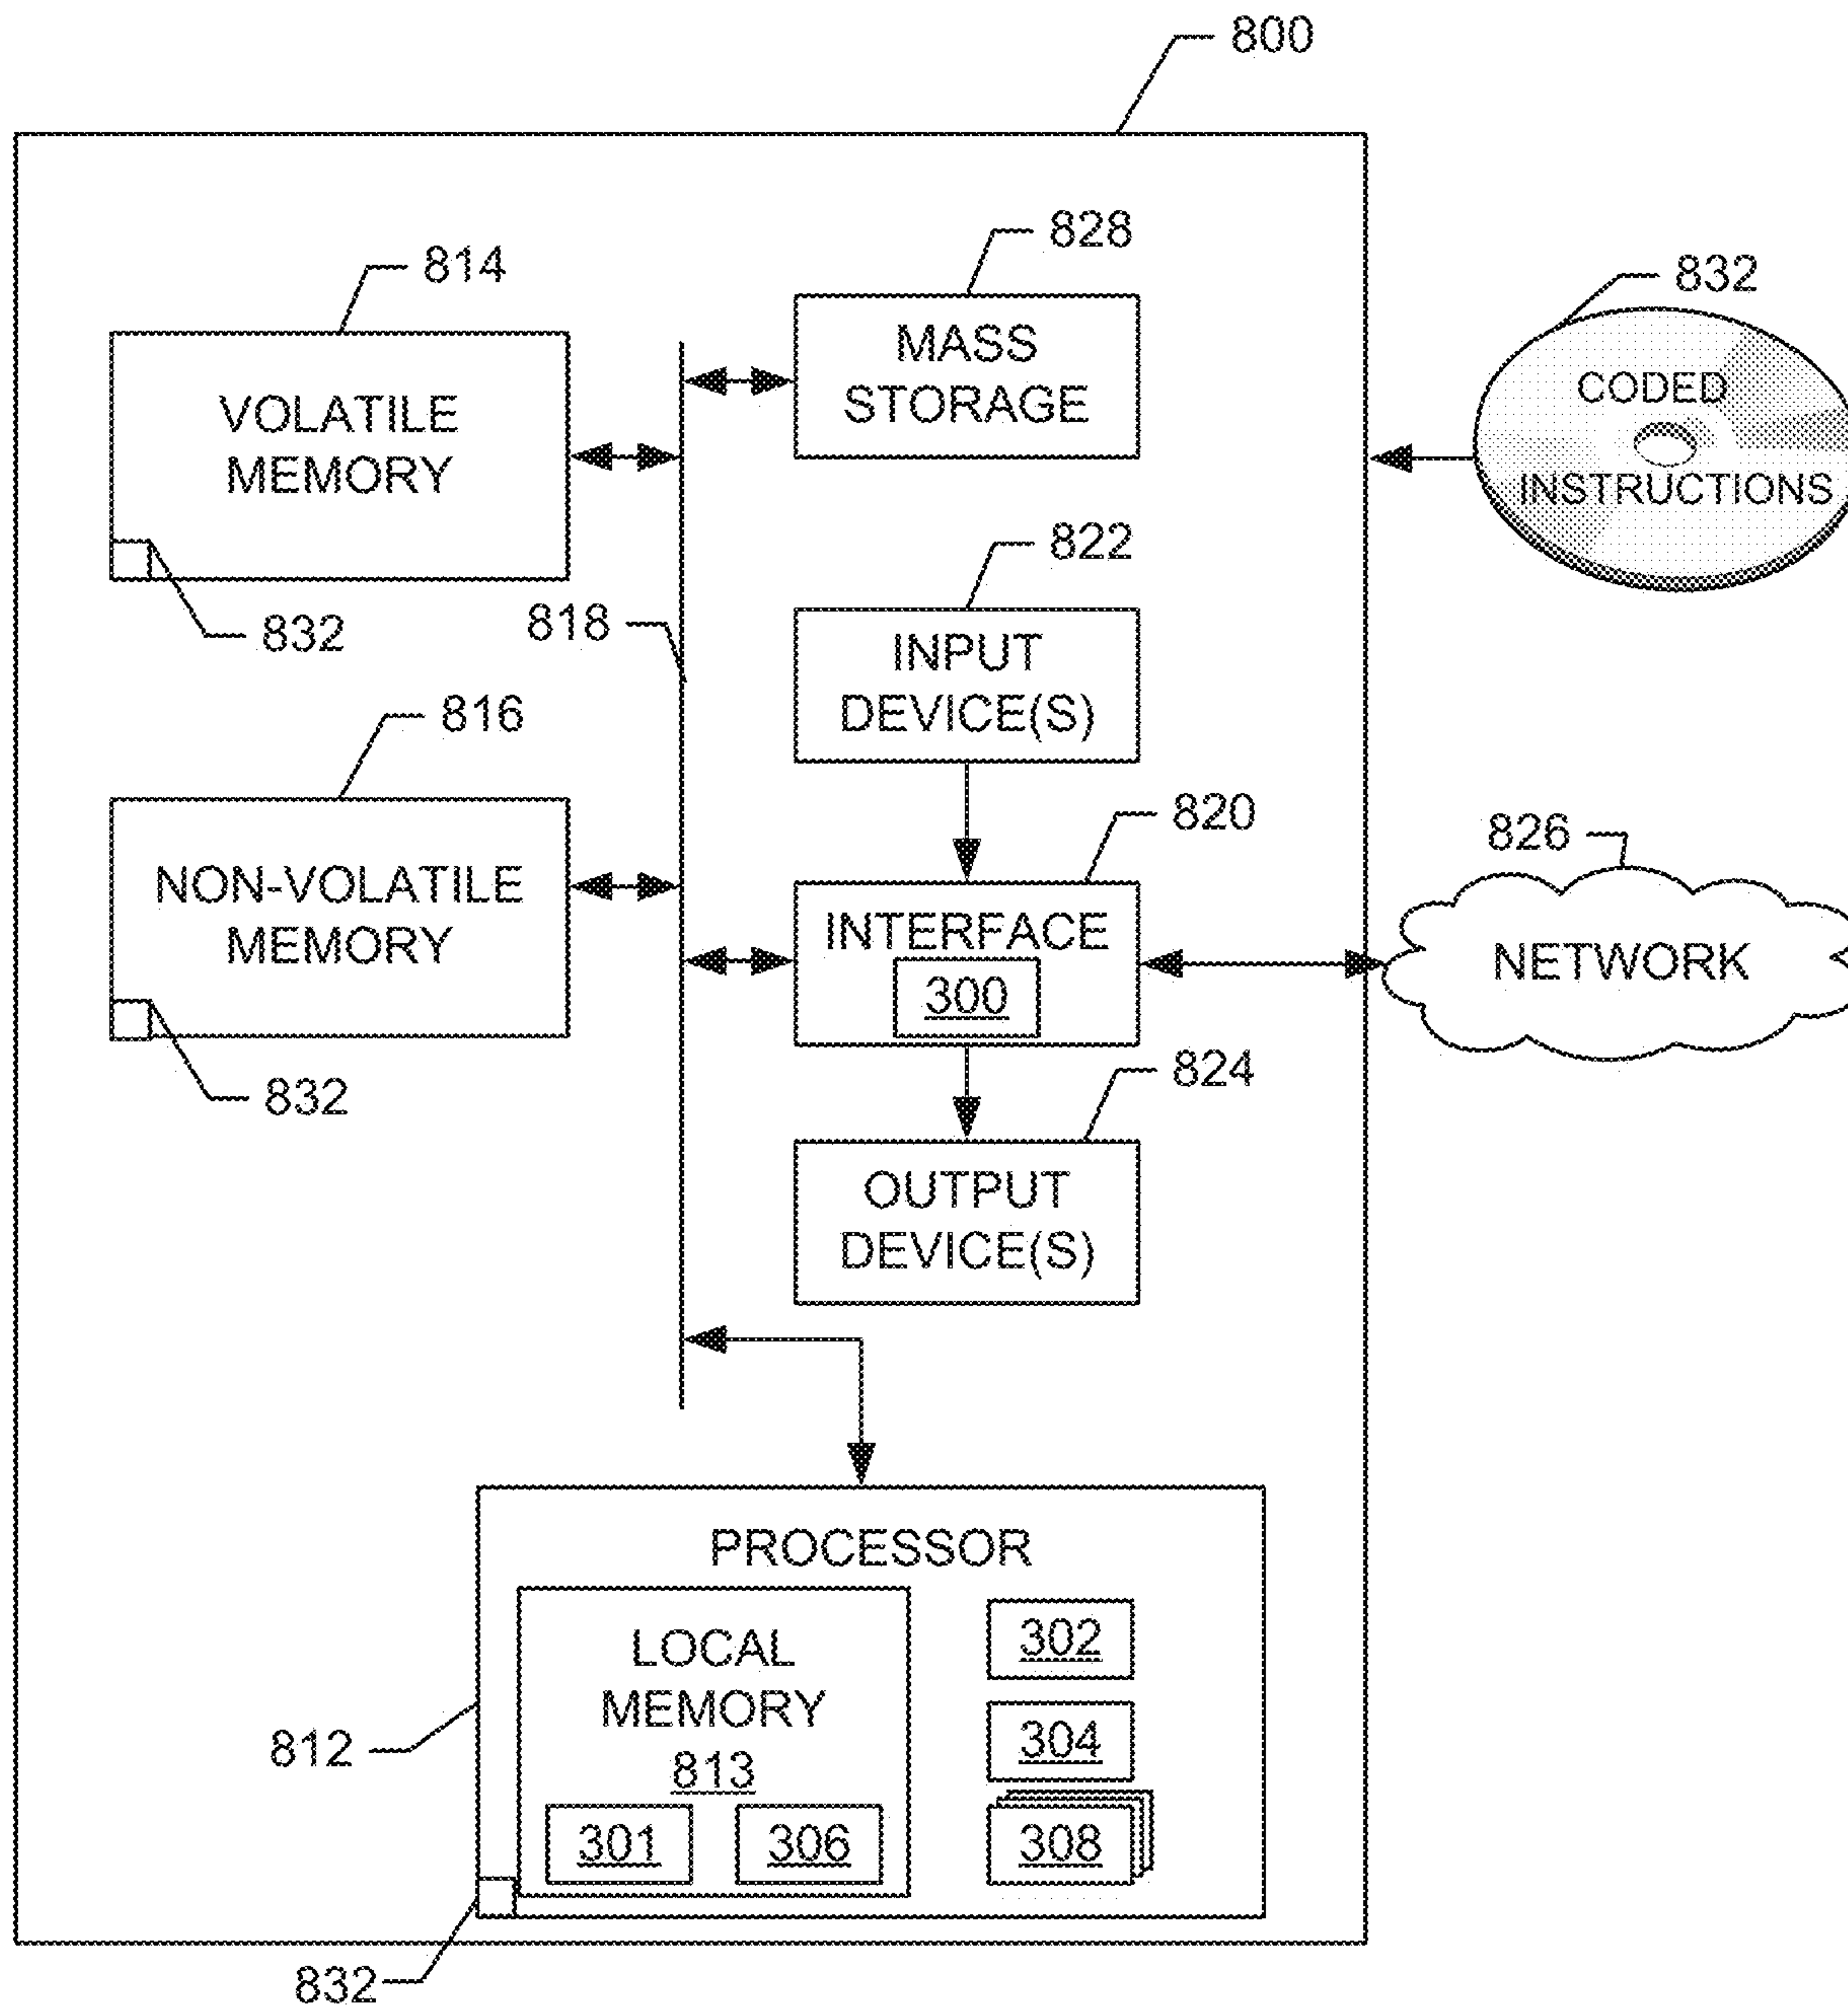 800
828
814
832
MASS
STORAGE
CODED
INSTRUCTIONS
VOLATILE
MEMORY
822
832
818
INPUT
DEVICE(S)
816
820
826
NON-VOLATILE
MEMORY
INTERFACE
300
NETWORK
824
832
OUTPUT
DEVICE(S)
PROCESSOR
LOCAL
MEMORY
813
302
304
812
301
306
308
832